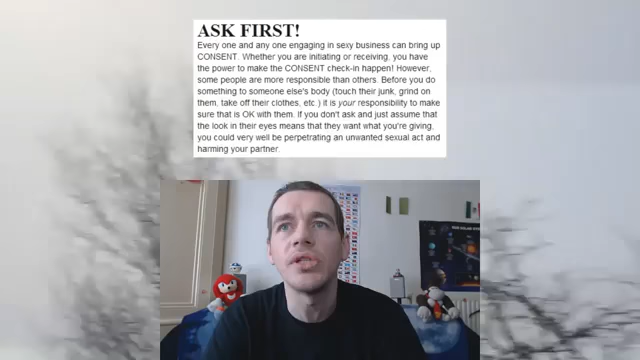 ASK FIRST!
Every one and any one engaging in sexy business can bring up
CONSENT. Whether you are initiating or receiving, you have
the power to make the CONSENT check-in happen! However,
some people are more responsible than others. Before you do
something to someone else's body (touch their junk, grind on
them, take off their clothes, etc.) it is your responsibility to make
sure that is OK with them. If you don't ask and just assume that
the look in their eyes means that they want what you're giving,
you could very well be perpetrating an unwanted sexual act and
harming your partner.